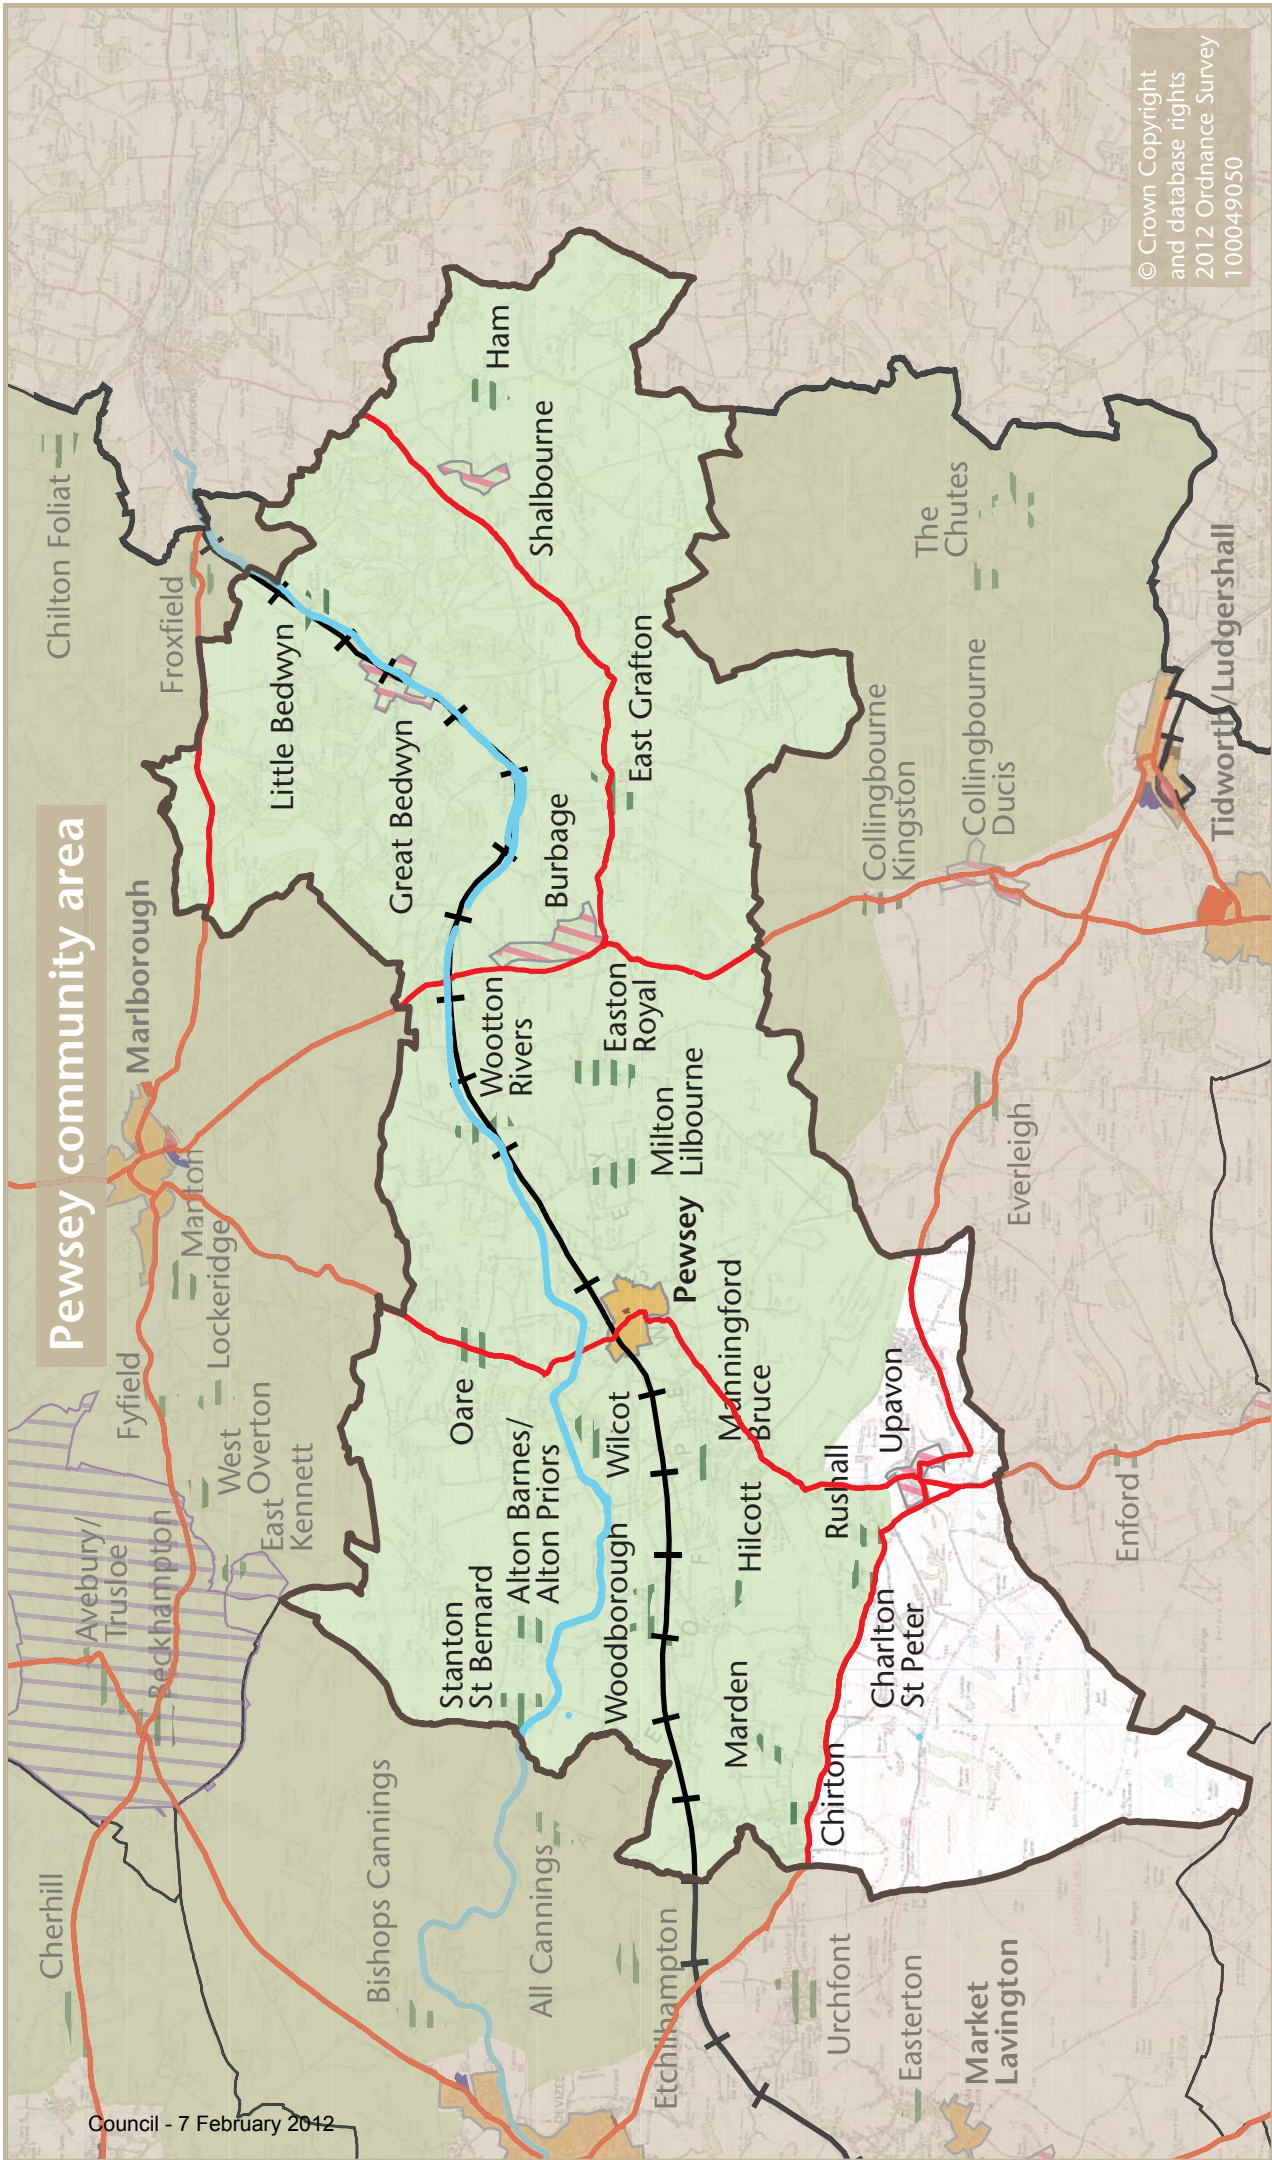 Pewsey community area
© Crown Copyright
and database rights
2012 Ordnance Survey
100049050
Chilton Foliat
Froxfield
Marlborough
Manton
Lockeridge
Fyfield
West
Overton
East
Kennett
Avebury/
Trusloe
Beckhampton
Cherhill
Bishops Cannings
All Cannings
Etchilhampton
Urchfont
Easterton
Market
Lavington
Ham
Shalbourne
Little Bedwyn
Great Bedwyn
East Grafton
Burbage
Wootton
Rivers
Easton
Royal
Milton
Lilbourne
Pewsey
Oare
Manningford
Bruce
Wilcot
Alton Barnes/
Alton Priors
Stanton
St Bernard
Woodborough
Hilcott
Marden
Rushall
Upavon
Charlton
St Peter
Chirton
The
Chutes
Collingbourne
Kingston
Collingbourne
Ducis
Tidworth/Ludgershall
Everleigh
Enford
Council - 7 February 2012